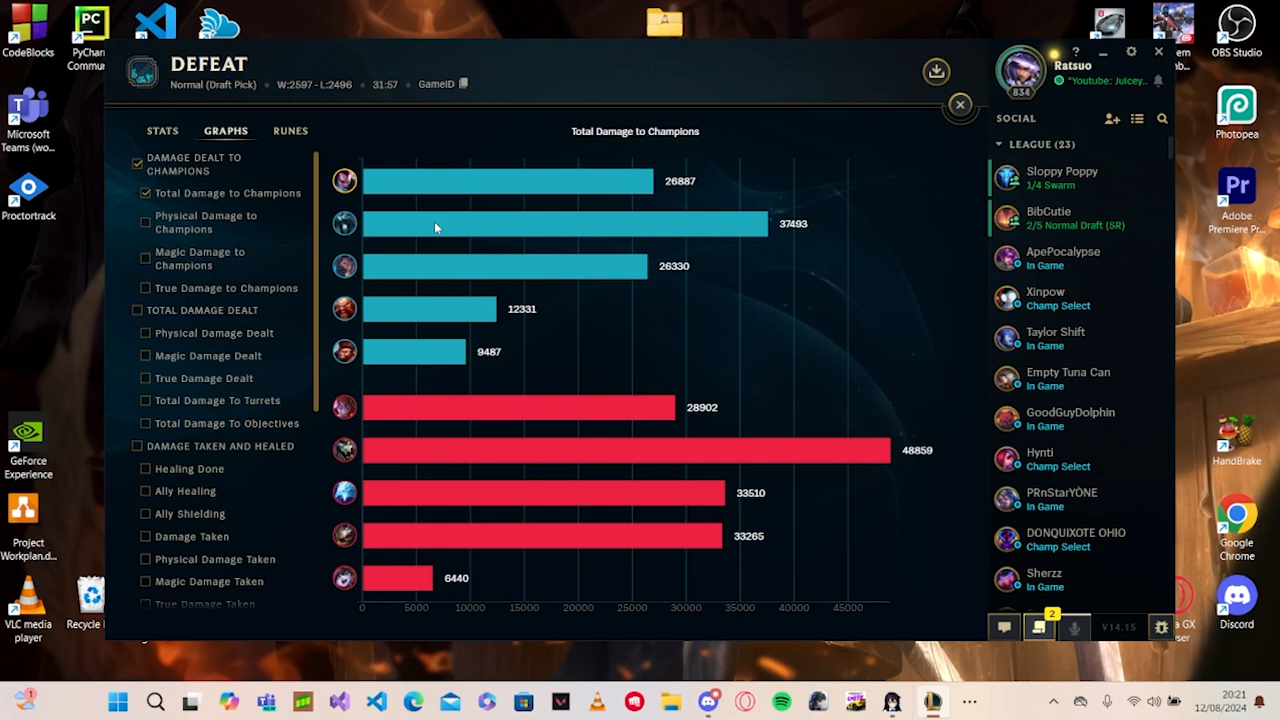 CodeBlocks
PyChar...
Commu...
OBS Studio
Microsoft
Teams (wo...
Photopea
Proctortrack
Adobe
Premiere Pr...
GeForce
Experience
HandBrake
Project
Workplan.d...
Google
Chrome
VLC media
player
Recycle
Discord
DEFEAT
Normal (Draft Pick)
W:2597 - L:2496
31:57
GameID
STATS
GRAPHS
RUNES
Total Damage to Champions
DAMAGE DEALT TO
CHAMPIONS
Total Damage to Champions
Physical Damage to
Champions
Magic Damage to
Champions
True Damage to Champions
TOTAL DAMAGE DEALT
Physical Damage Dealt
Magic Damage Dealt
True Damage Dealt
Total Damage To Turrets
Total Damage To Objectives
DAMAGE TAKEN AND HEALED
Healing Done
Ally Healing
Ally Shielding
Damage Taken
Physical Damage Taken
Magic Damage Taken
True Damage Taken
26887
37493
26330
12331
9487
28902
48859
33510
33265
6440
0 5000 10000 15000 20000 25000 30000 35000 40000 45000
834
Ratsuo
"Youtube: Juicey..
SOCIAL
LEAGUE (23)
Sloppy Poppy
1/4 Swarm
BibCutie
2/5 Normal Draft (SR)
ApePocalypse
In Game
Xinpow
Champ Select
Taylor Shift
In Game
Empty Tuna Can
In Game
GoodGuyDolphin
In Game
Hynti
Champ Select
PRnStarYÒNE
In Game
DONQUIXOTE OHIO
Champ Select
Sherzz
In Game
2
V14.15
20:21
12/08/2024